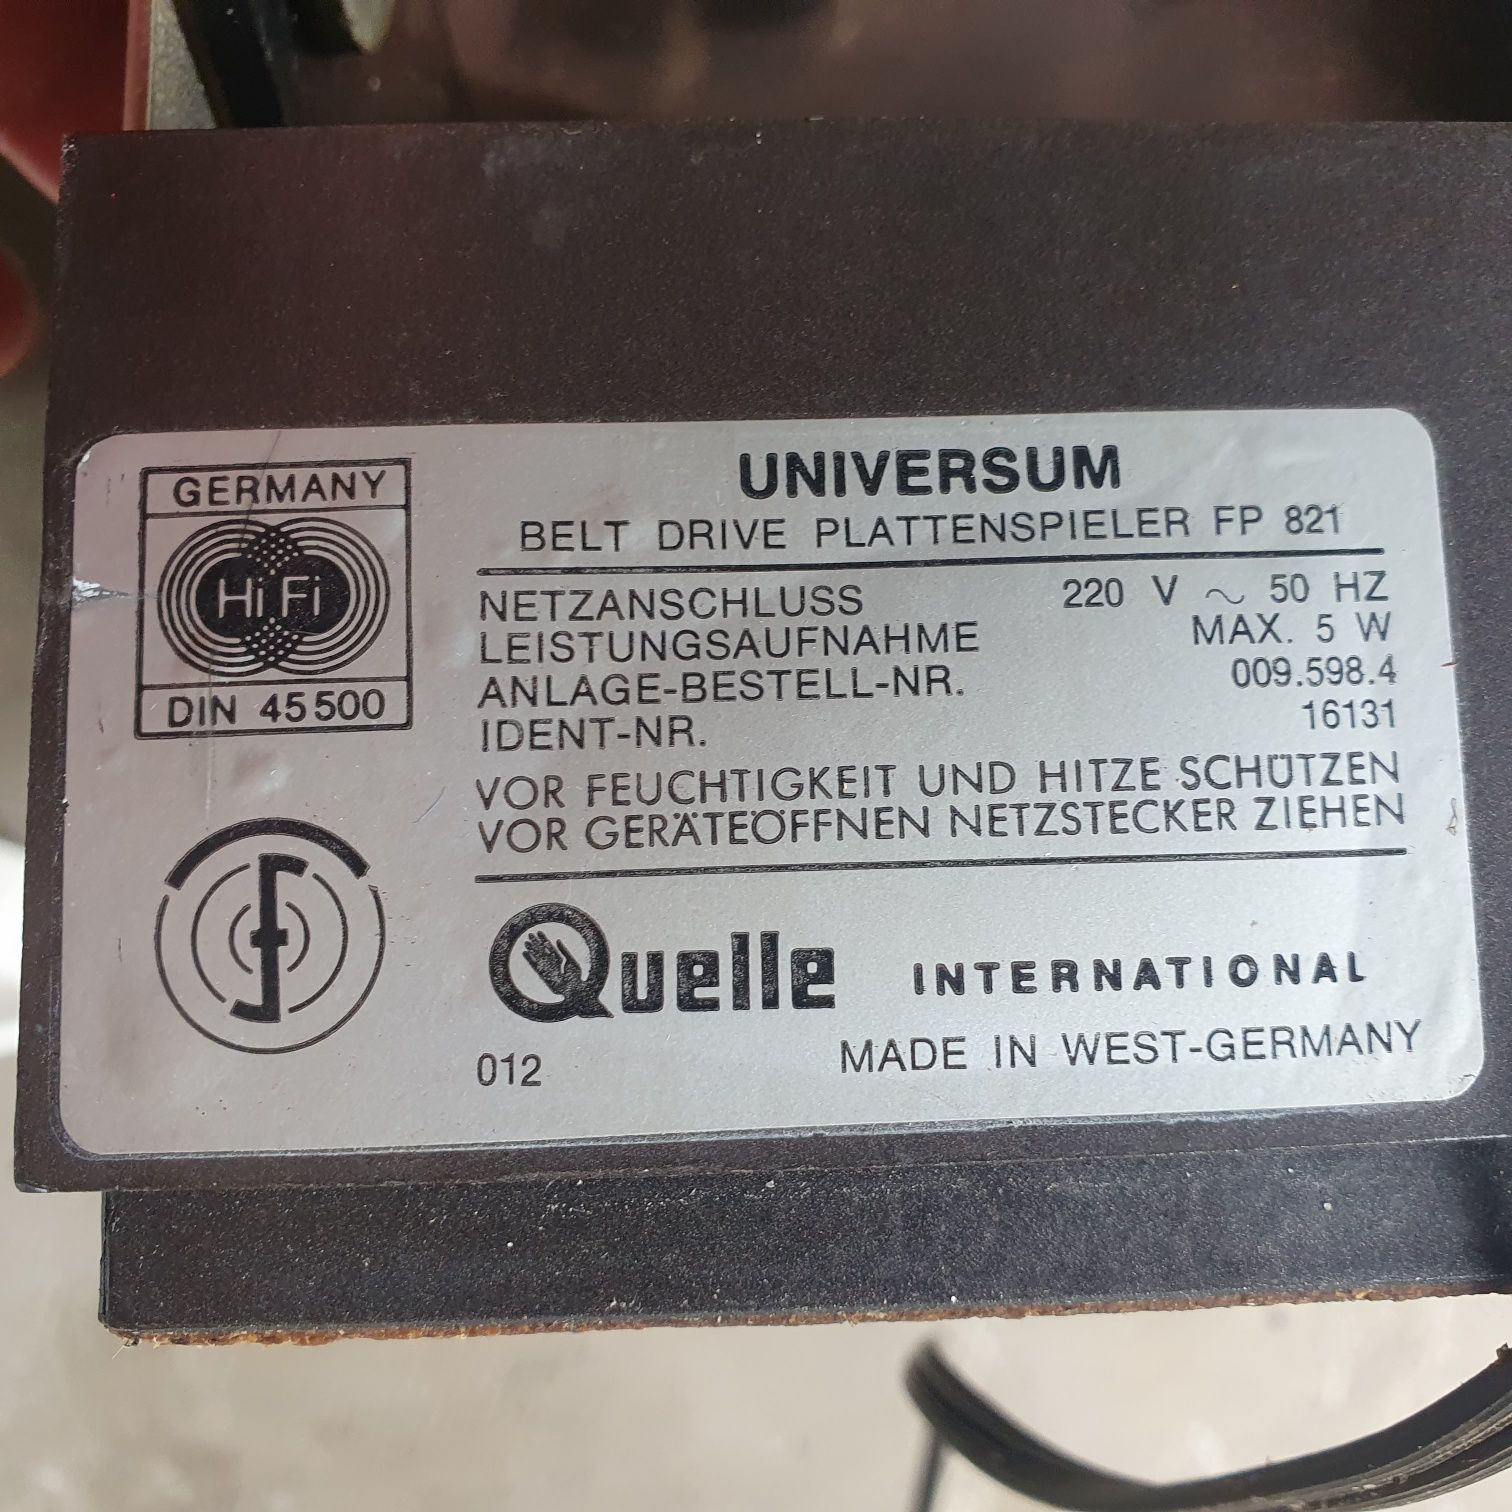 GERMANY
Hi Fi
DIN 45500
UNIVERSUM
BELT DRIVE PLATTENSPIELER FP 821
NETZANSCHLUSS 220 V ~ 50 HZ
LEISTUNGSAUFNAHME MAX. 5 W
ANLAGE-BESTELL-NR. 009.598.4
IDENT-NR. 16131
VOR FEUCHTIGKEIT UND HITZE SCHÜTZEN
VOR GERÄTEÖFFNEN NETZSTECKER ZIEHEN
Quelle INTERNATIONAL
012 MADE IN WEST-GERMANY